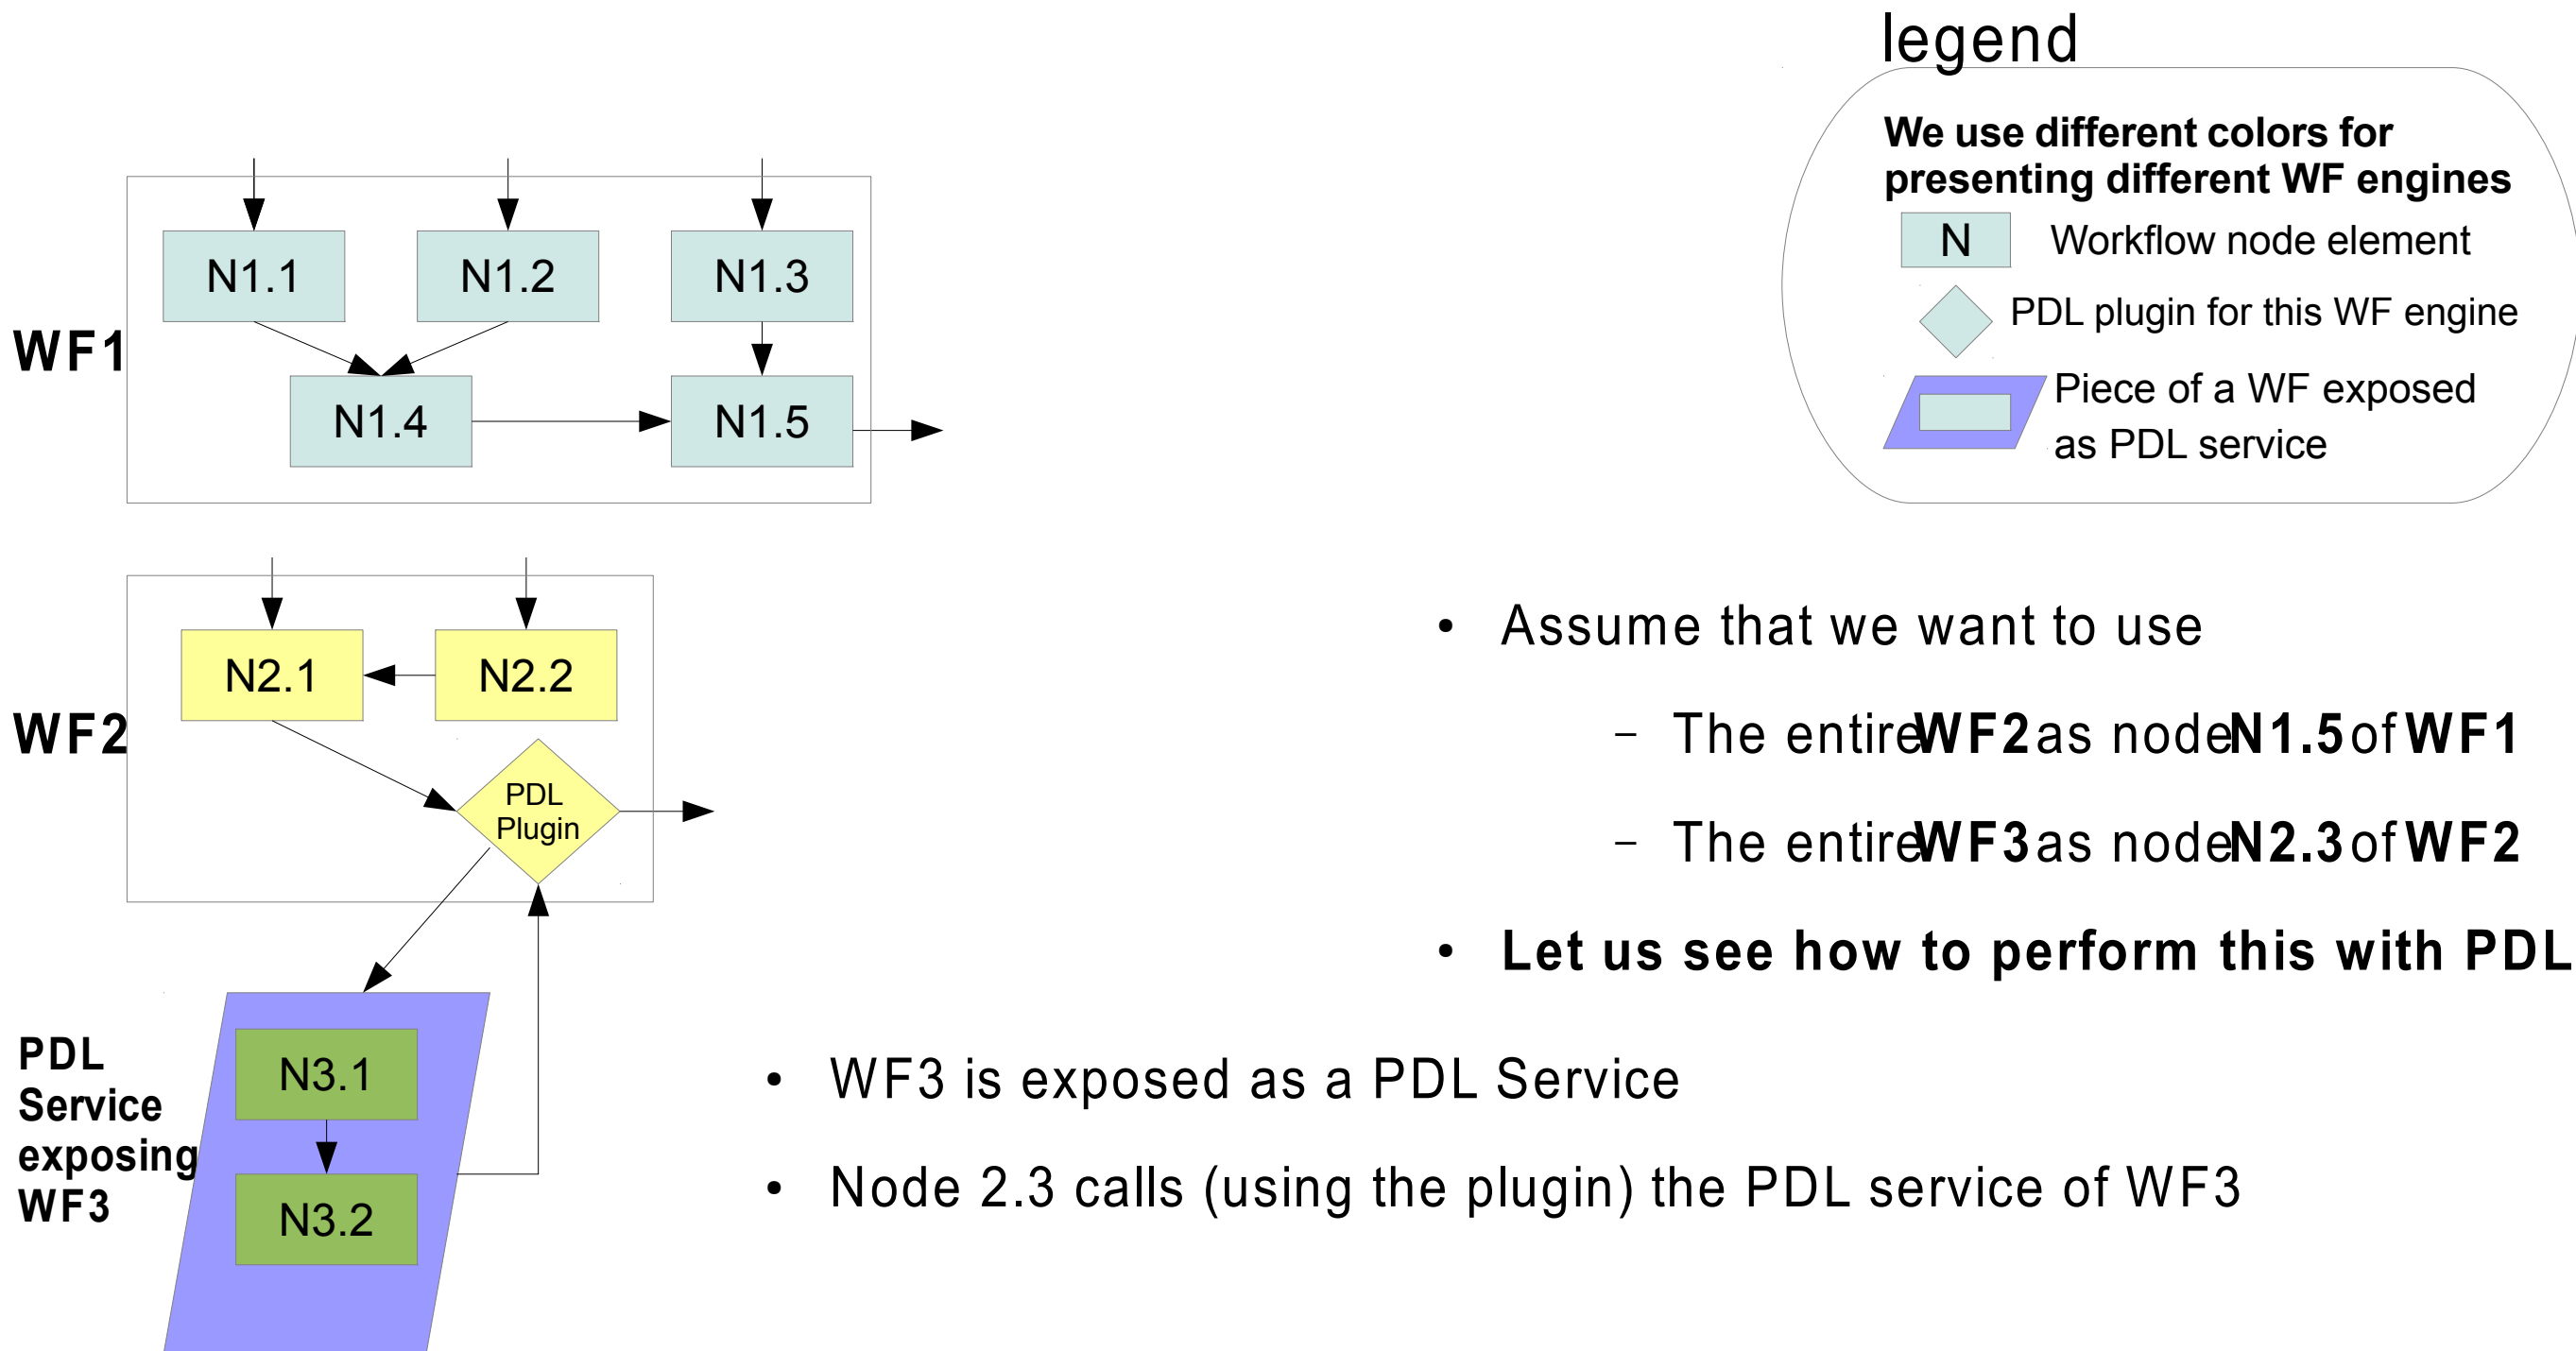 legend
We use different colors for
presenting different WF engines
N Workflow node element
PDL plugin for this WF engine
Piece of a WF exposed
as PDL service
WF1
N1.1 N1.2 N1.3
N1.4 N1.5
WF2
N2.1 N2.2
PDL
Plugin
• Assume that we want to use
– The entire WF2 as node N1.5 of WF1
– The entire WF3 as node N2.3 of WF2
• Let us see how to perform this with PDL
PDL
Service
exposing
WF3
N3.1
N3.2
• WF3 is exposed as a PDL Service
• Node 2.3 calls (using the plugin) the PDL service of WF3